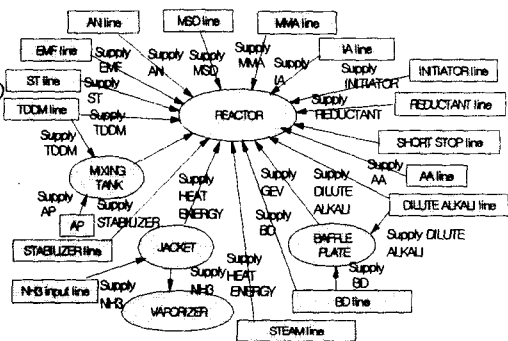 AN line
MSD line
MMA line
EMF line
IA line
Supply
AN
Supply
MSD
Supply
MMA
Supply
EMF
Supply
IA
Supply
INITIATOR
INITIATOR line
ST line
Supply
ST
REACTOR
Supply
REDUCTANT
REDUCTANT line
TDDM line
Supply
TDDM
SHORT STOP line
Supply
TDDM
MIXING
TANK
Supply
HEAT
ENERGY
Supply
GEV
Supply
DILUTE
ALKALI
Supply
AA
AA line
DILUTE ALKALI line
Supply
AP
Supply
STABILIZER
AP
Supply
BD
STABILIZER line
JACKET
BAFFLE
PLATE
Supply DILUTE
ALKALI
NH3 input line
Supply
NH3
Supply
NH3
Supply
HEAT
ENERGY
Supply
BD
VAPORIZER
BD line
STEAM line